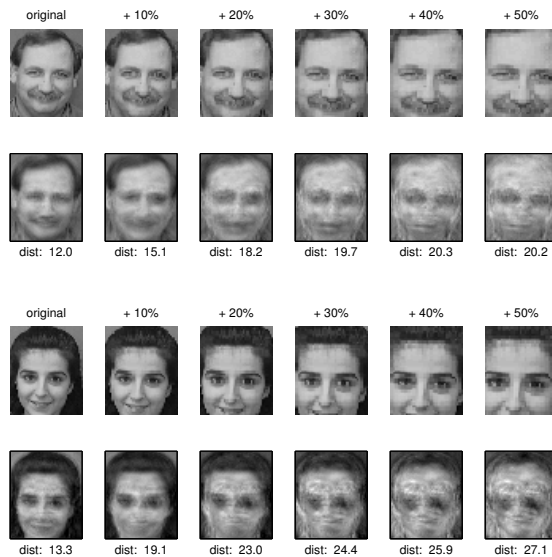 original + 10% + 20% + 30% + 40% + 50%
dist: 12.0 dist: 15.1 dist: 18.2 dist: 19.7 dist: 20.3 dist: 20.2
original + 10% + 20% + 30% + 40% + 50%
dist: 13.3 dist: 19.1 dist: 23.0 dist: 24.4 dist: 25.9 dist: 27.1